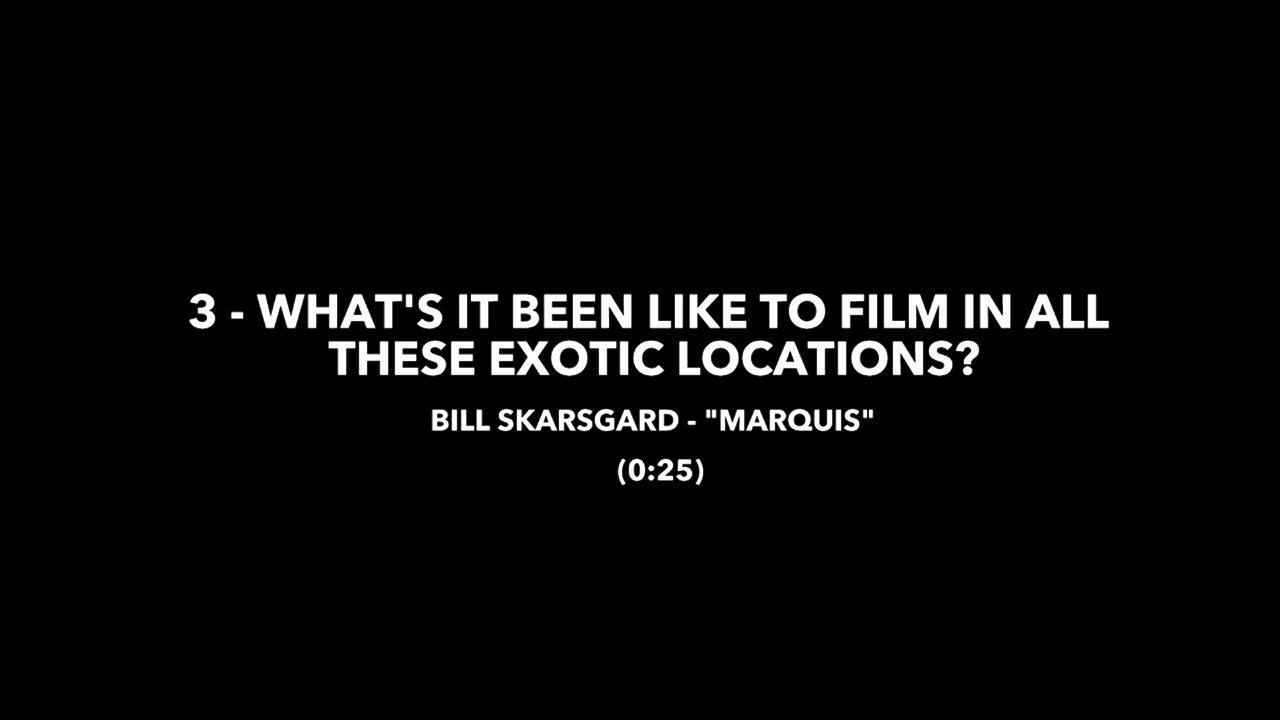 3 - WHAT'S IT BEEN LIKE TO FILM IN ALL
THESE EXOTIC LOCATIONS?
BILL SKARSGARD - "MARQUIS"
(0:25)